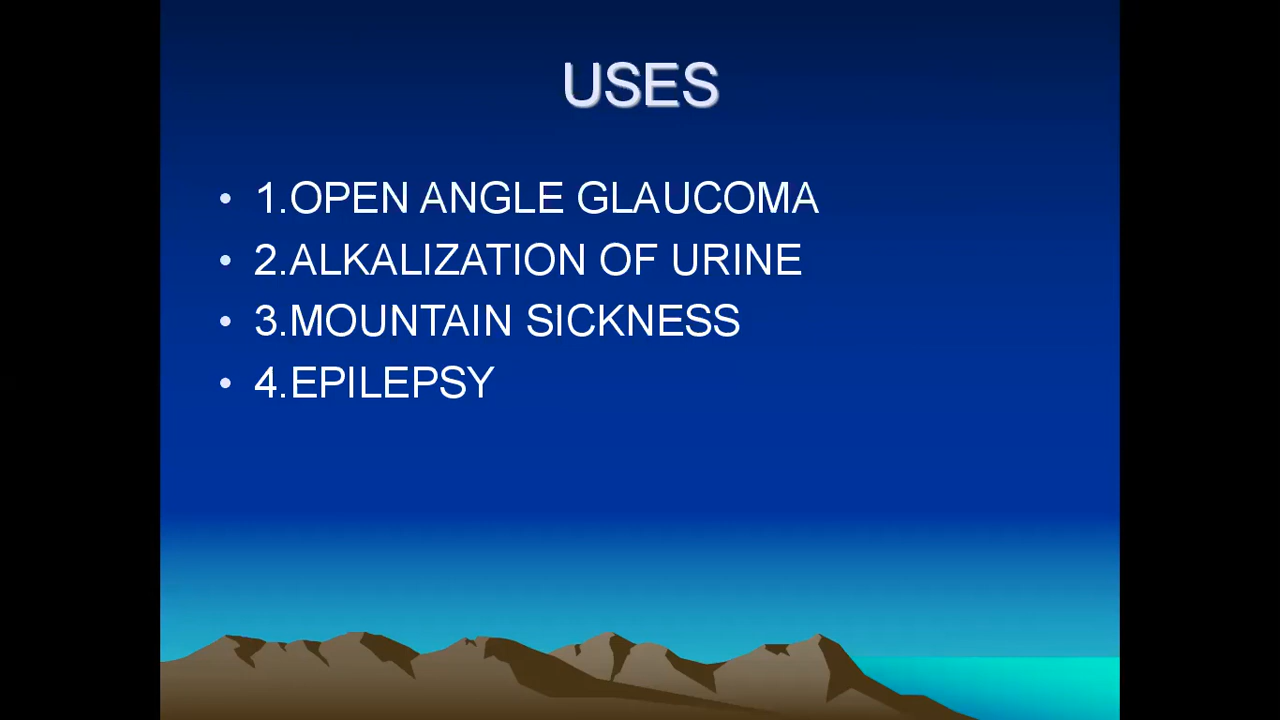 USES
• 1.OPEN ANGLE GLAUCOMA
• 2.ALKALIZATION OF URINE
• 3.MOUNTAIN SICKNESS
• 4.EPILEPSY